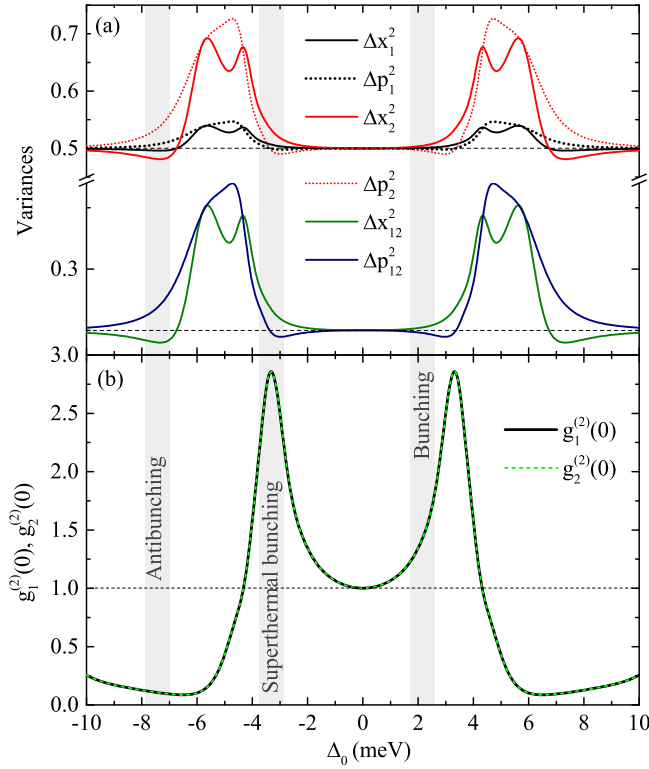 (a)
Δx₁²
Δp₁²
Δx₂²
Δp₂²
Δx₁₂²
Δp₁₂²
Variances
0.7
0.6
0.5
0.3
(b)
g₁⁽²⁾(0)
g₂⁽²⁾(0)
Antibunching
Superthermal bunching
Bunching
g₁⁽²⁾(0), g₂⁽²⁾(0)
3.0
2.5
2.0
1.5
1.0
0.5
0.0
-10 -8 -6 -4 -2 0 2 4 6 8 10
Δ₀ (meV)